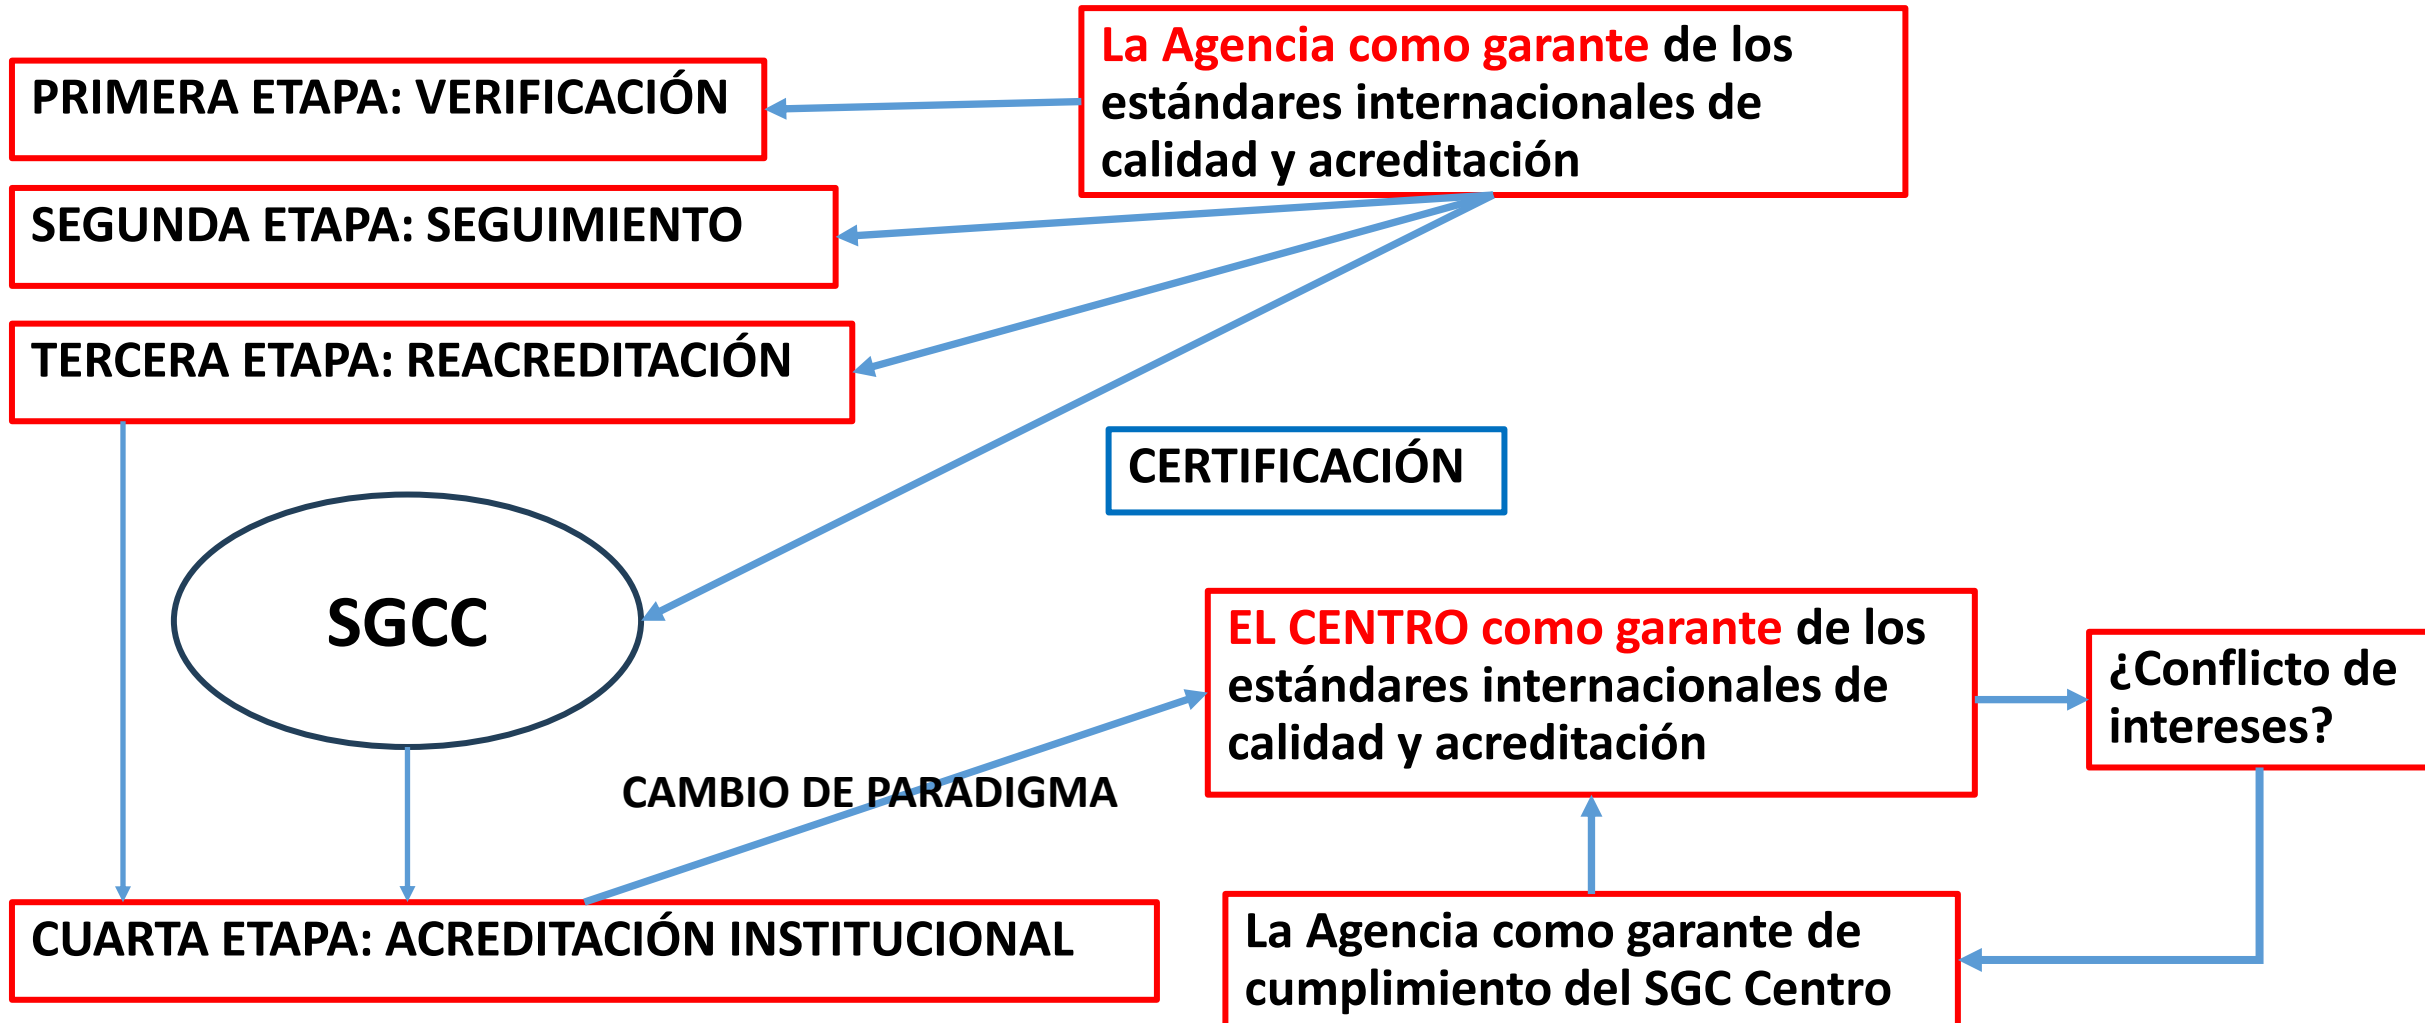 La Agencia como garante de los
estándares internacionales de
calidad y acreditación
PRIMERA ETAPA: VERIFICACIÓN
SEGUNDA ETAPA: SEGUIMIENTO
TERCERA ETAPA: REACREDITACIÓN
CERTIFICACIÓN
SGCC
EL CENTRO como garante de los
estándares internacionales de
calidad y acreditación
¿Conflicto de
intereses?
CAMBIO DE PARADIGMA
CUARTA ETAPA: ACREDITACIÓN INSTITUCIONAL
La Agencia como garante de
cumplimiento del SGC Centro